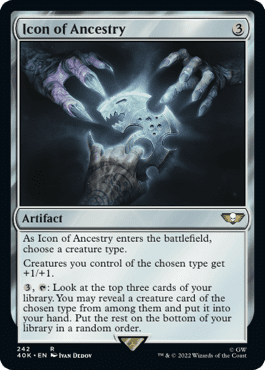 Icon of Ancestry 3
Artifact
As Icon of Ancestry enters the battlefield,
choose a creature type.
Creatures you control of the chosen type get
+1/+1.
3, T: Look at the top three cards of your
library. You may reveal a creature card of the
chosen type from among them and put it into
your hand. Put the rest on the bottom of your
library in a random order.
242 R © GW
40K • EN Ivan Dedov ™ & © 2022 Wizards of the Coast